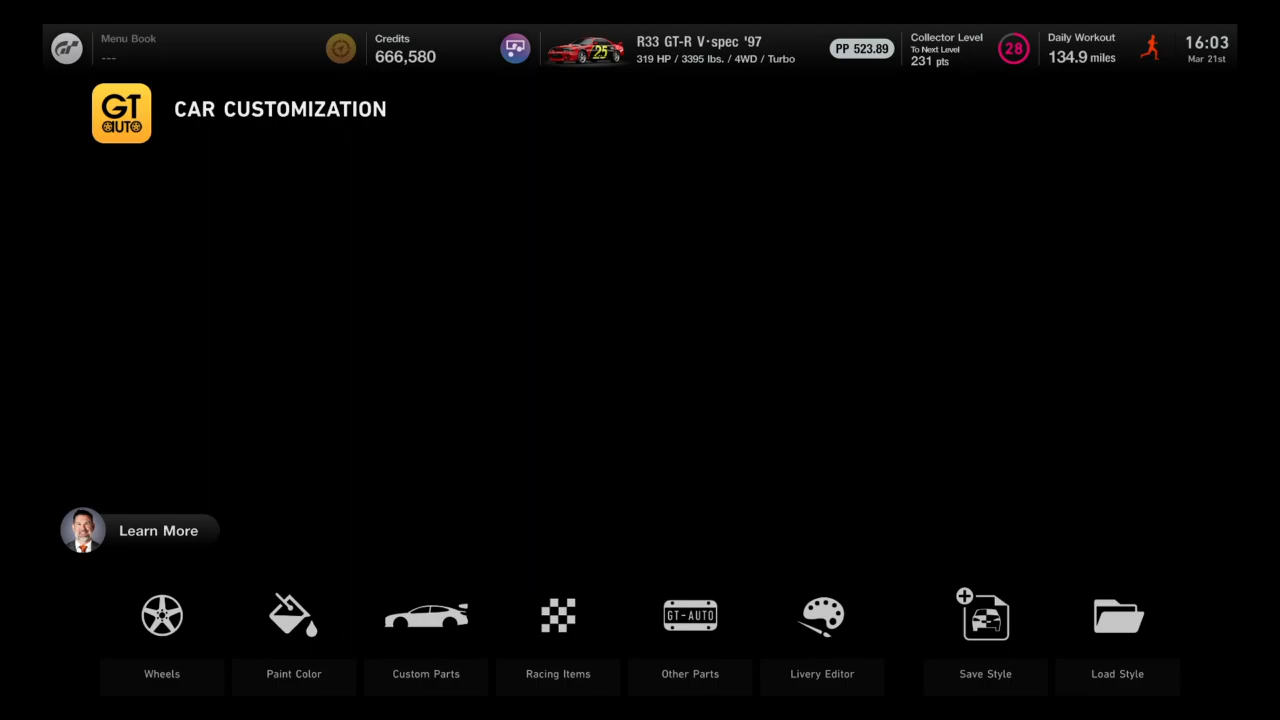 Menu Book
---
Credits
666,580
25
R33 GT-R V・spec '97
319 HP / 3395 lbs. / 4WD / Turbo
PP 523.89
Collector Level
To Next Level
231 pts
28
Daily Workout
134.9 miles
16:03
Mar 21st
GT
AUTO
CAR CUSTOMIZATION
Learn More
GT-AUTO
Wheels
Paint Color
Custom Parts
Racing Items
Other Parts
Livery Editor
Save Style
Load Style